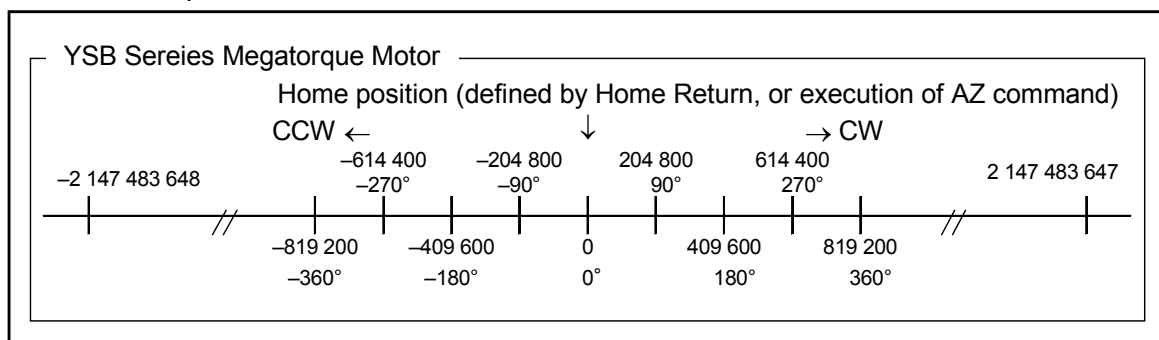 YSB Sereies Megatorque Motor
Home position (defined by Home Return, or execution of AZ command)
CCW ← ↓ → CW
–614 400 –204 800 204 800 614 400
–2 147 483 648 –270° –90° 90° 270° 2 147 483 647
–819 200 –409 600 0 409 600 819 200
–360° –180° 0° 180° 360°